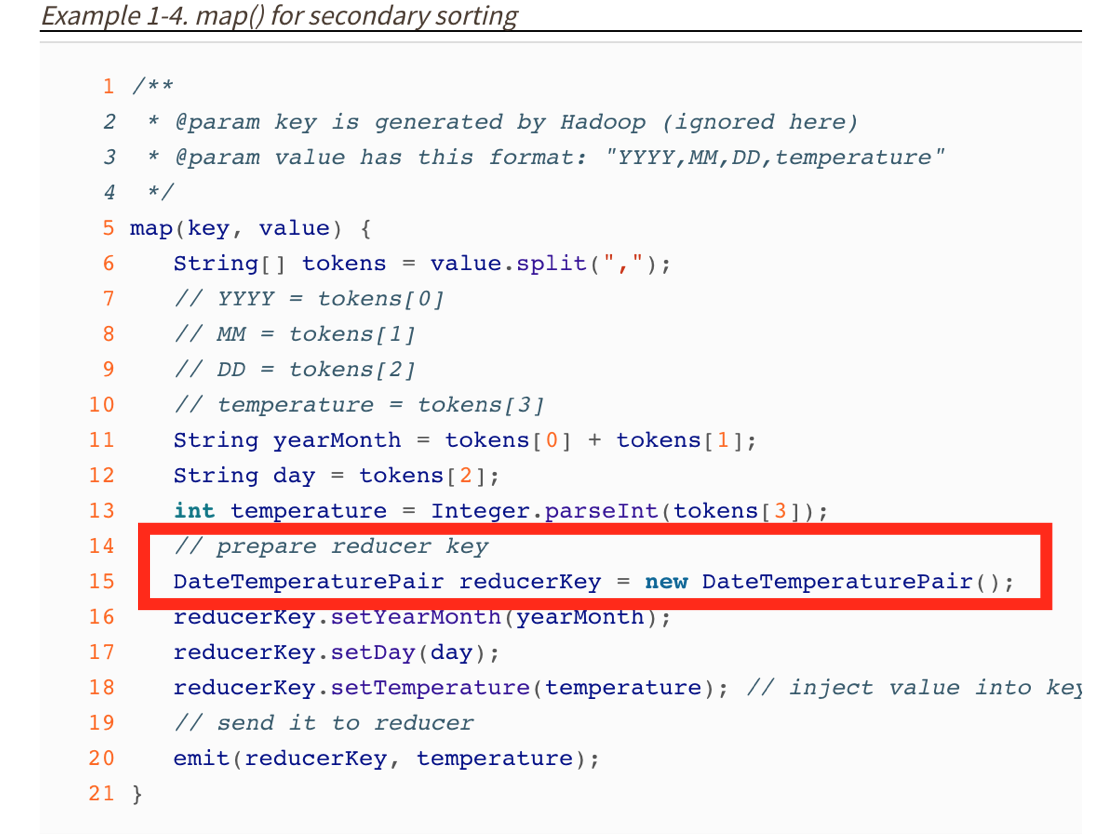 Example 1-4. map() for secondary sorting
1 /**
2  * @param key is generated by Hadoop (ignored here)
3  * @param value has this format: "YYYY,MM,DD,temperature"
4  */
5 map(key, value) {
6    String[] tokens = value.split(",");
7    // YYYY = tokens[0]
8    // MM = tokens[1]
9    // DD = tokens[2]
10    // temperature = tokens[3]
11    String yearMonth = tokens[0] + tokens[1];
12    String day = tokens[2];
13    int temperature = Integer.parseInt(tokens[3]);
14    // prepare reducer key
15    DateTemperaturePair reducerKey = new DateTemperaturePair();
16    reducerKey.setYearMonth(yearMonth);
17    reducerKey.setDay(day);
18    reducerKey.setTemperature(temperature); // inject value into key
19    // send it to reducer
20    emit(reducerKey, temperature);
21 }